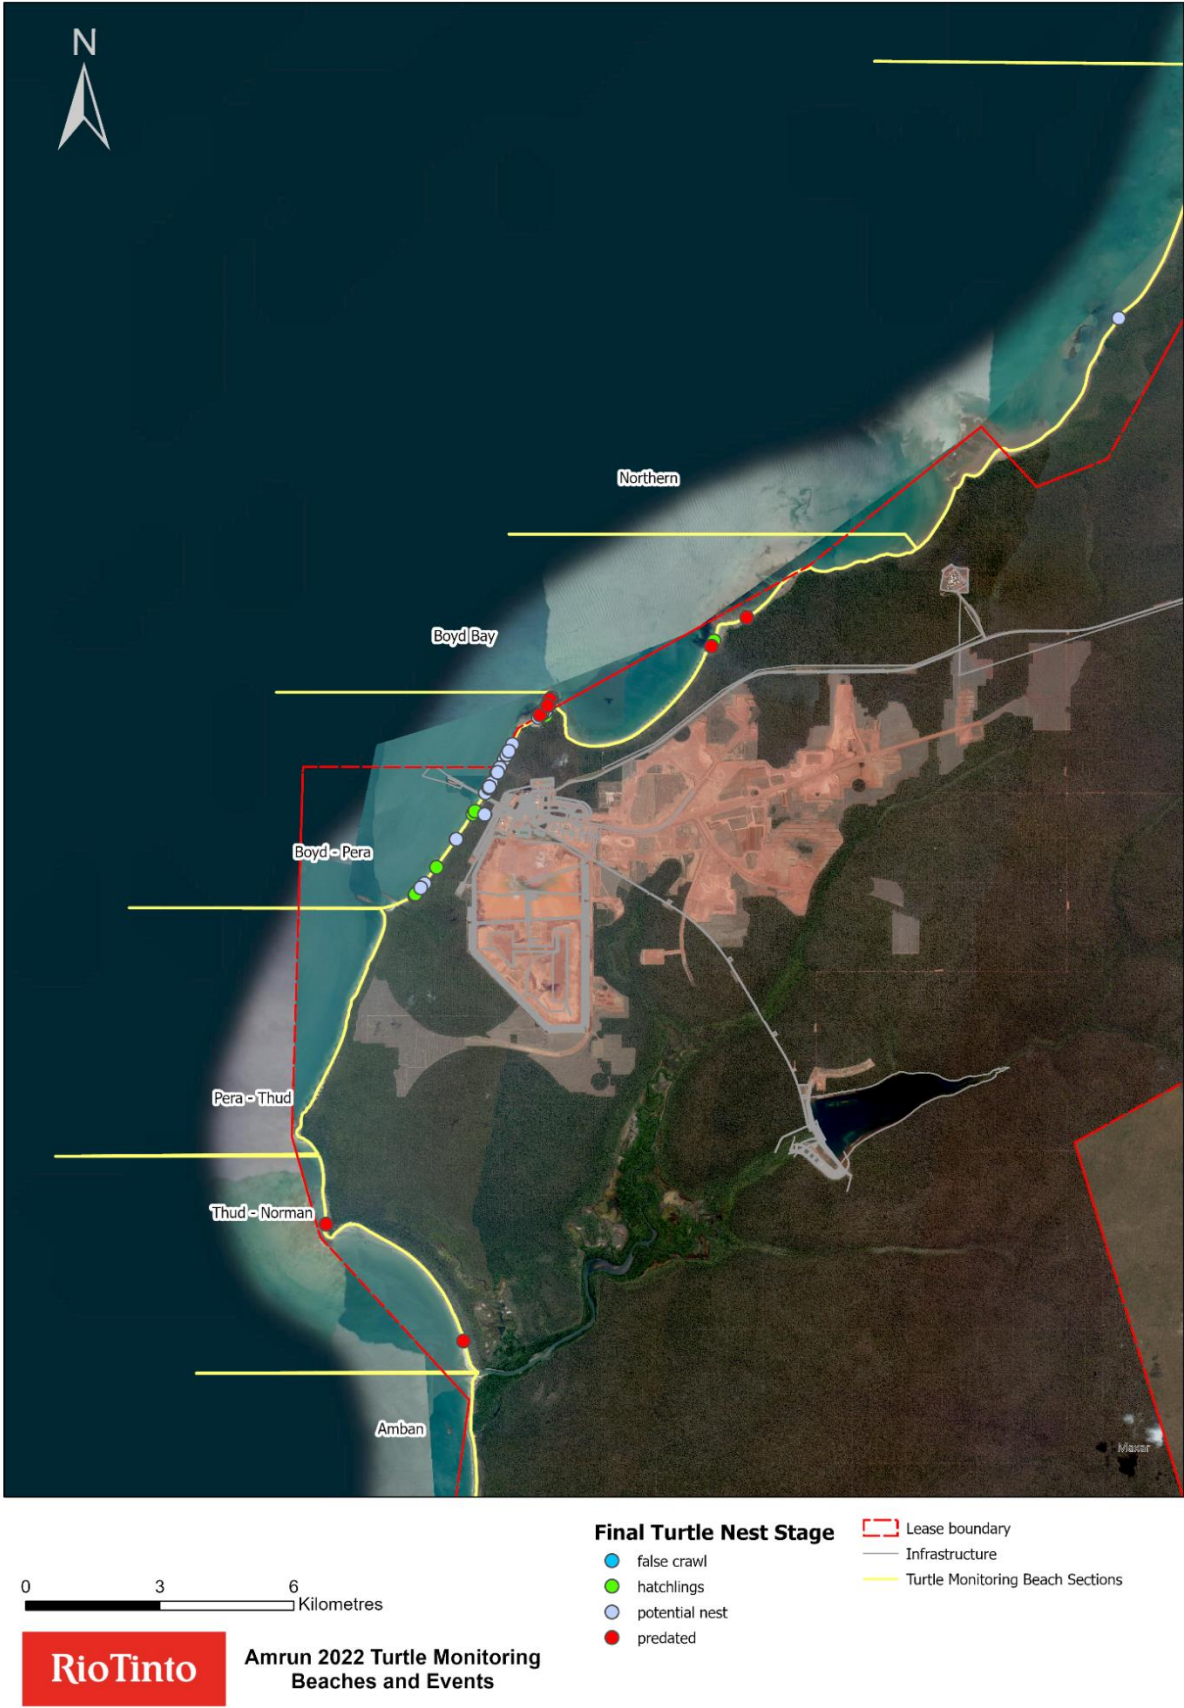 N
Northern
Boyd Bay
Boyd - Pera
Pera - Thud
Thud - Norman
Amban
Maxar
0 3 6
Kilometres
RioTinto
Amrun 2022 Turtle Monitoring
Beaches and Events
Final Turtle Nest Stage
false crawl
hatchlings
potential nest
predated
Lease boundary
Infrastructure
Turtle Monitoring Beach Sections